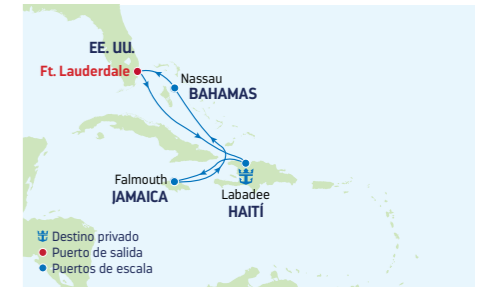 EE. UU.
Ft. Lauderdale
Nassau
BAHAMAS
Falmouth
JAMAICA
Labadee
HAITÍ
Destino privado
Puerto de salida
Puertos de escala